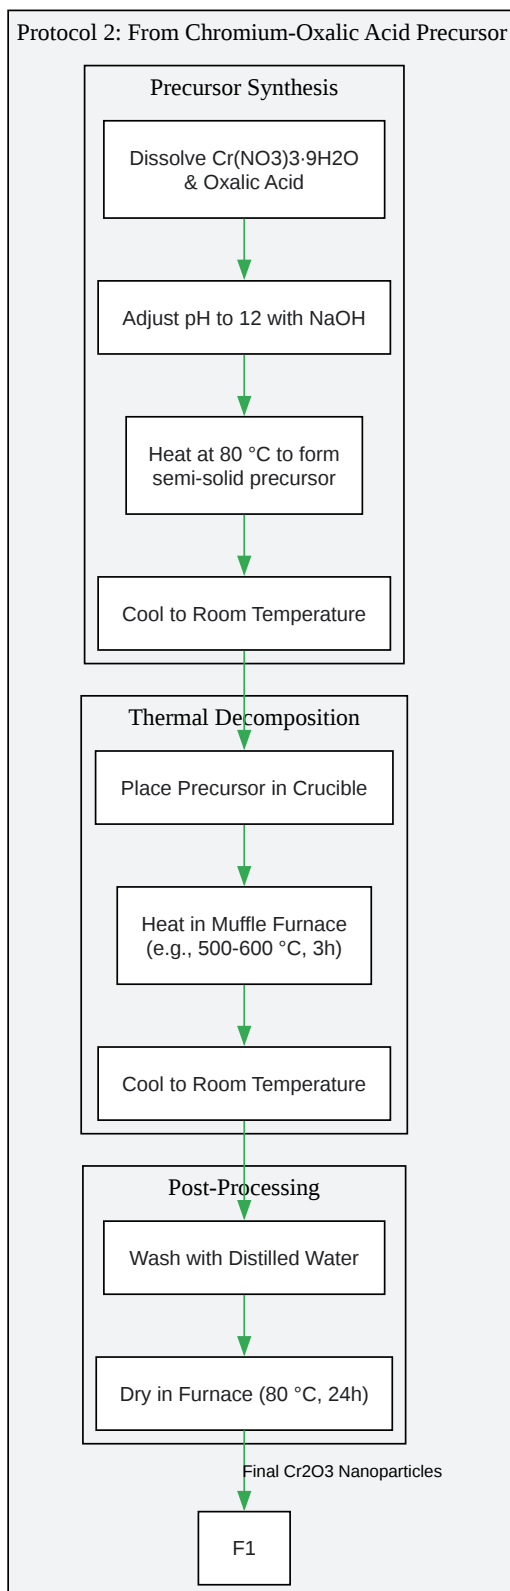 Protocol 2: From Chromium-Oxalic Acid Precursor
Precursor Synthesis
Dissolve Cr(NO3)3·9H2O
& Oxalic Acid
Adjust pH to 12 with NaOH
Heat at 80 °C to form
semi-solid precursor
Cool to Room Temperature
Thermal Decomposition
Place Precursor in Crucible
Heat in Muffle Furnace
(e.g., 500-600 °C, 3h)
Cool to Room Temperature
Post-Processing
Wash with Distilled Water
Dry in Furnace (80 °C, 24h)
Final Cr2O3 Nanoparticles
F1